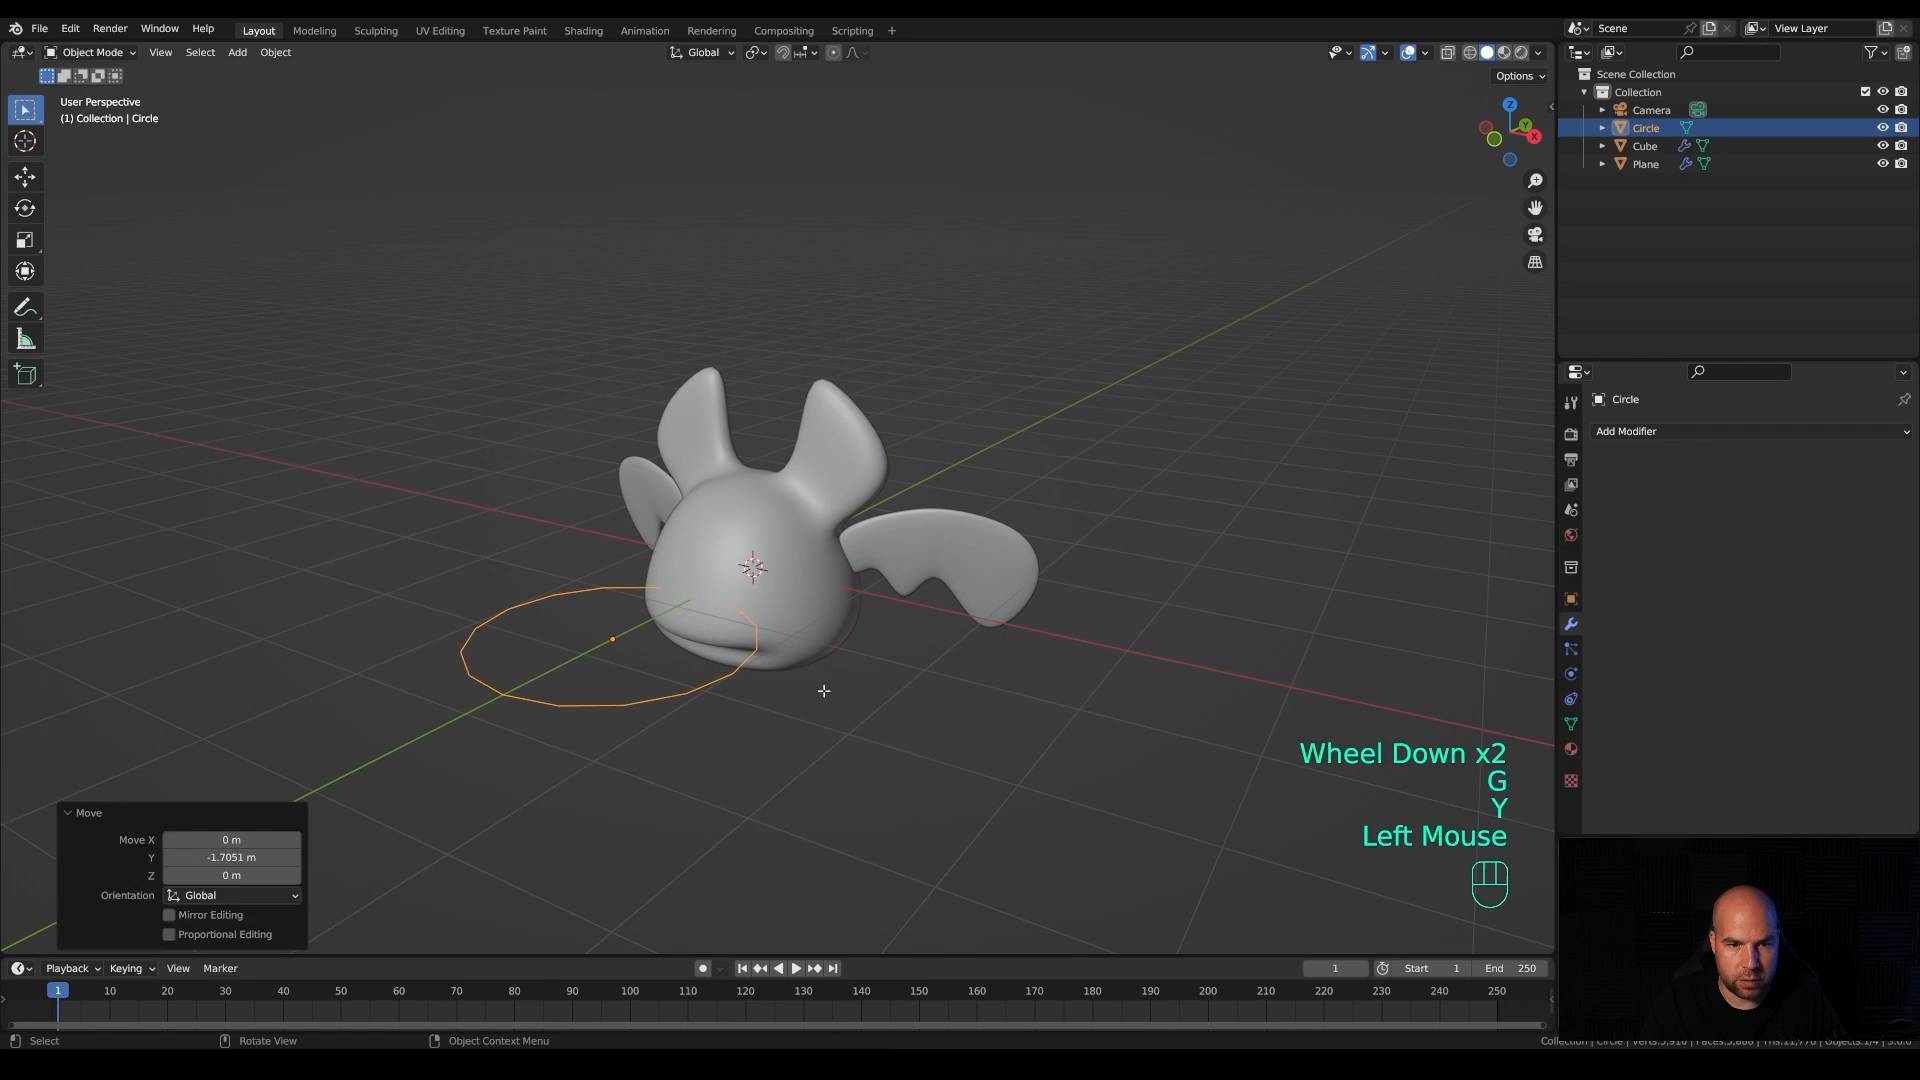 File Edit Render Window Help Layout Modeling Sculpting UV Editing Texture Paint Shading Animation Rendering Compositing Scripting +
Scene View Layer
Object Mode View Select Add Object Global
Options
User Perspective
(1) Collection | Circle
Z
Y
X
Scene Collection
Collection
Camera
Circle
Cube
Plane
Circle
Add Modifier
Wheel Down x2
G
Y
Left Mouse
Move
Move X 0 m
Y -1.7051 m
Z 0 m
Orientation Global
Mirror Editing
Proportional Editing
Playback Keying View Marker 1 Start 1 End 250
1 10 20 30 40 50 60 70 80 90 100 110 120 130 140 150 160 170 180 190 200 210 220 230 240 250
Select Rotate View Object Context Menu